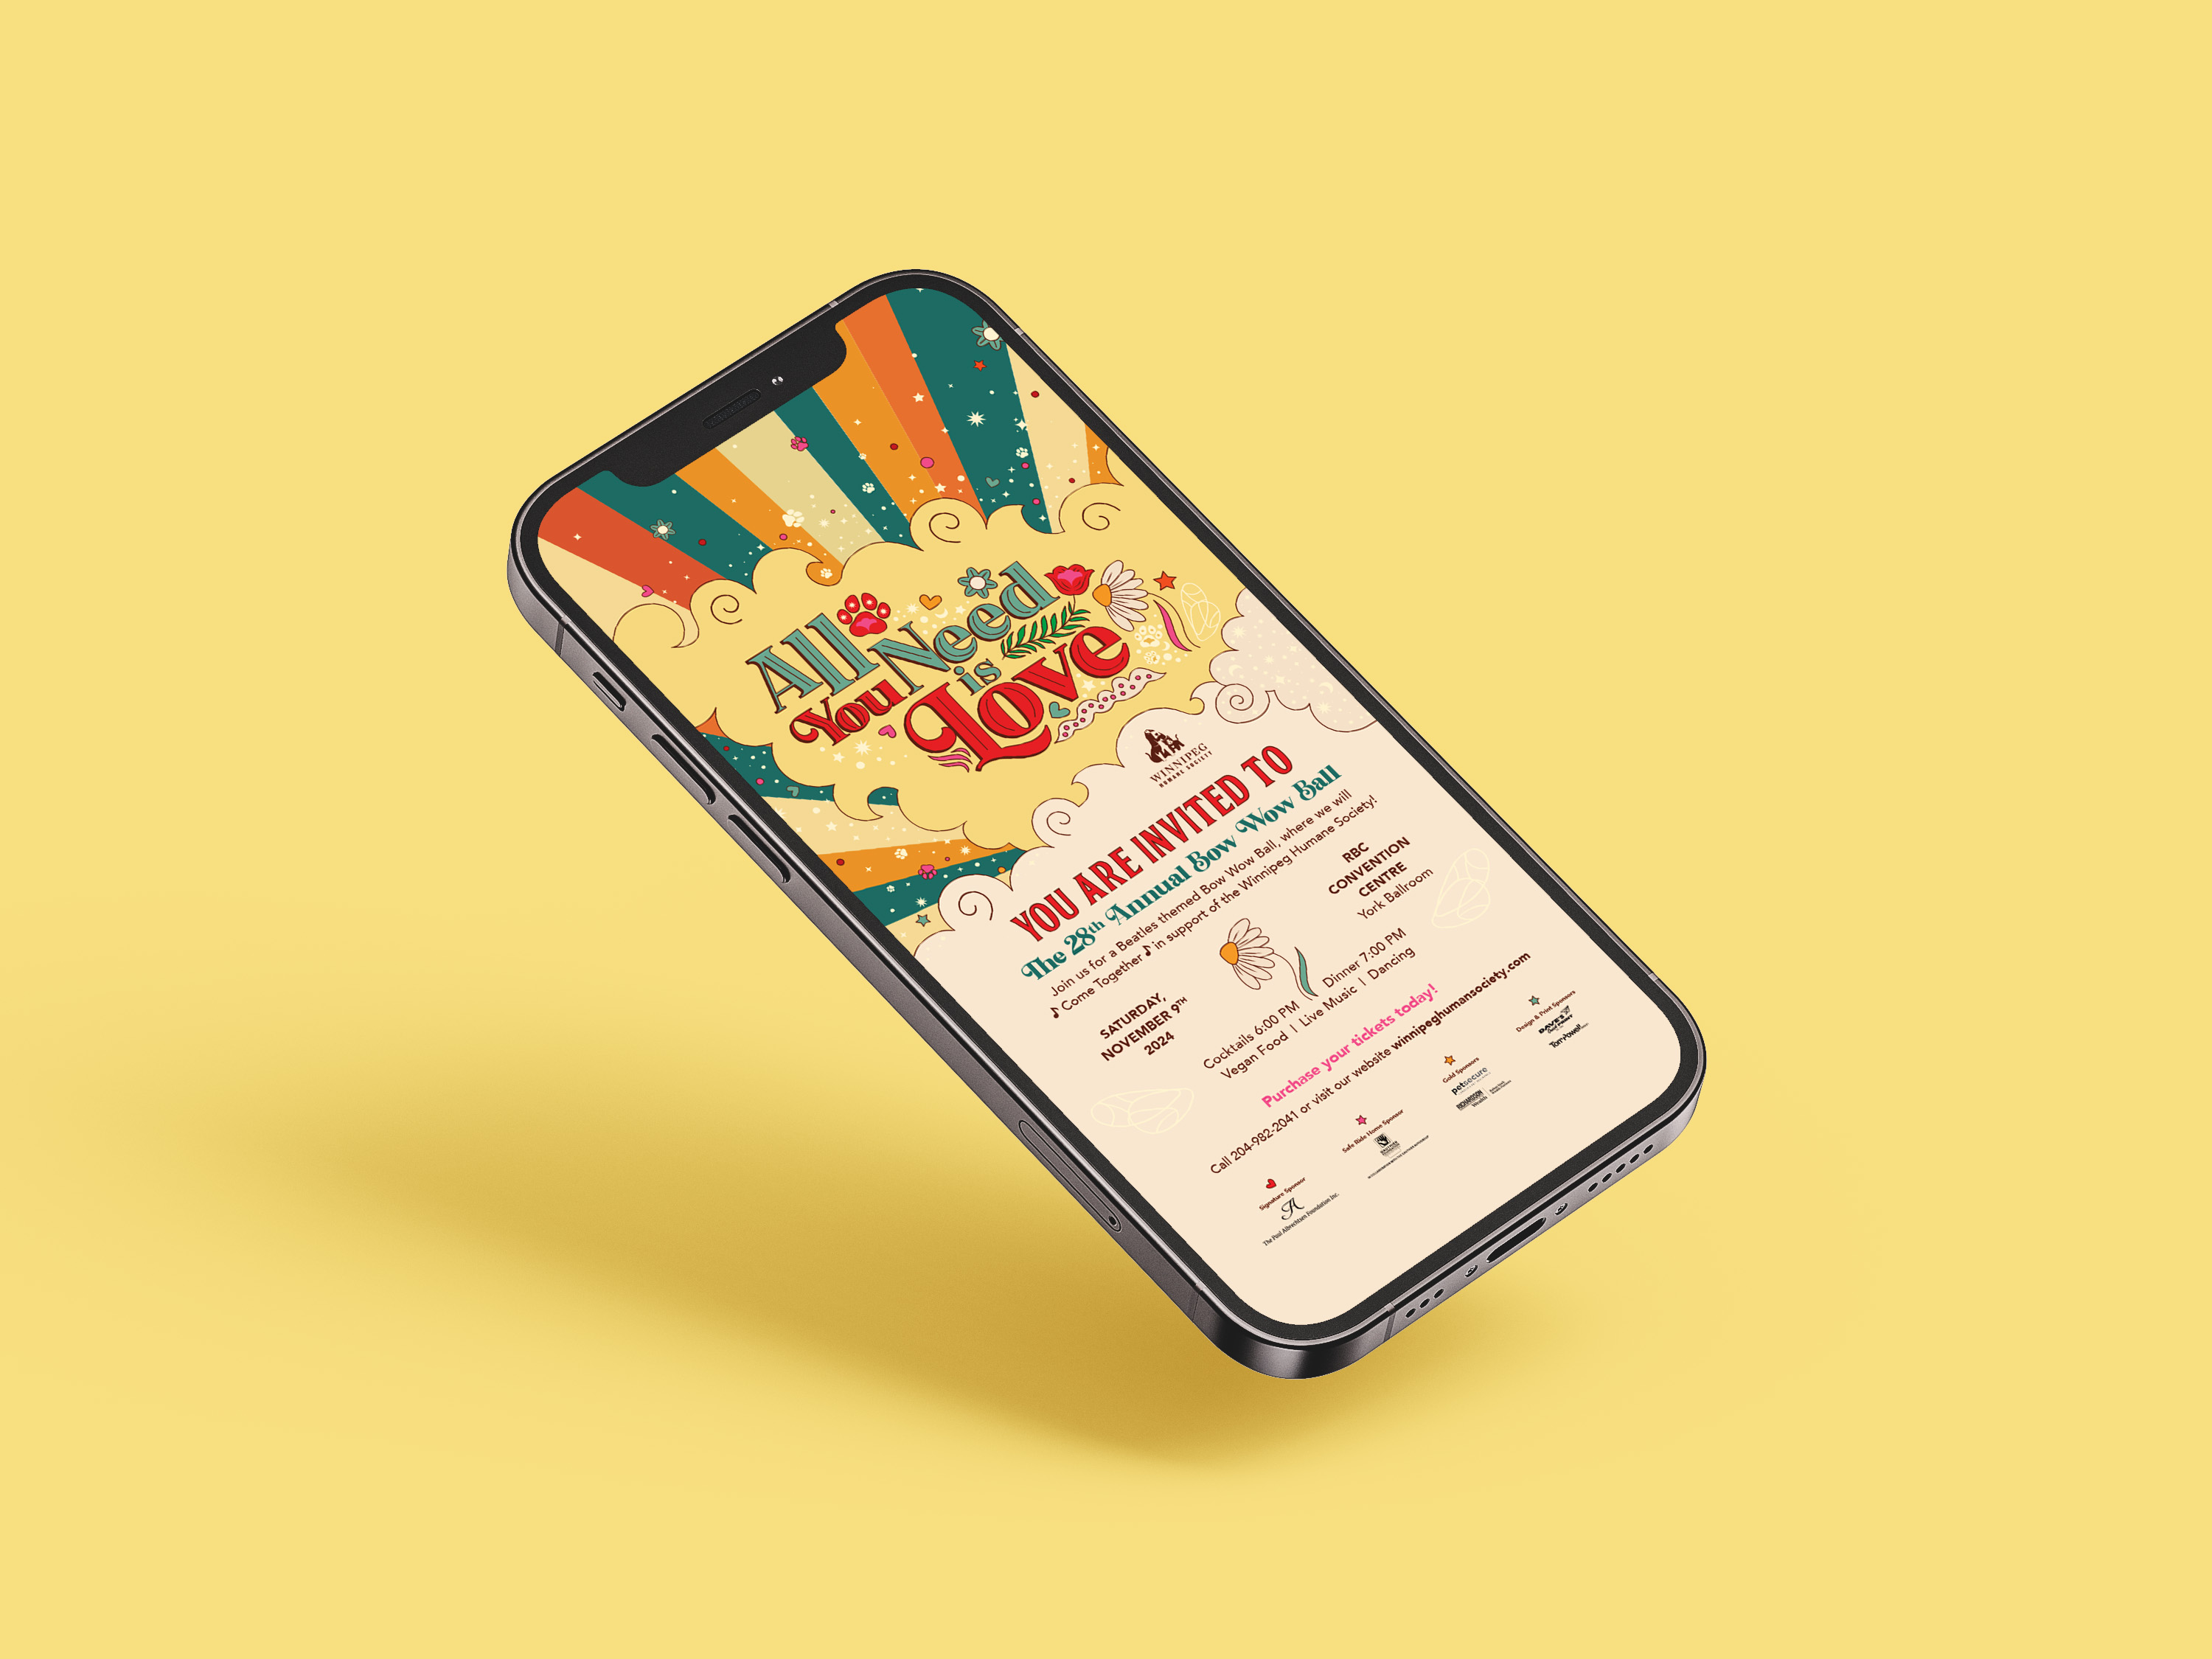 All
You Need
is
Love
WINNIPEG
HUMANE SOCIETY
YOU ARE INVITED TO
The 28th Annual Bow Wow Ball
Join us for a Beatles themed Bow Wow Ball, where we will
♪ Come Together ♪ in support of the Winnipeg Humane Society!
SATURDAY,
NOVEMBER 9TH
2024
RBC
CONVENTION
CENTRE
York Ballroom
Cocktails 6:00 PM Dinner 7:00 PM
Vegan Food | Live Music | Dancing
Purchase your tickets today!
Call 204-982-2041 or visit our website winnipeghumansociety.com
Signature Sponsor
The Paul Albrechtsen Foundation Inc.
Safe Ride Home Sponsor
Gold Sponsors
petsecure
RICHARDSON
Wealth
Design & Print Sponsors
DAVE'S